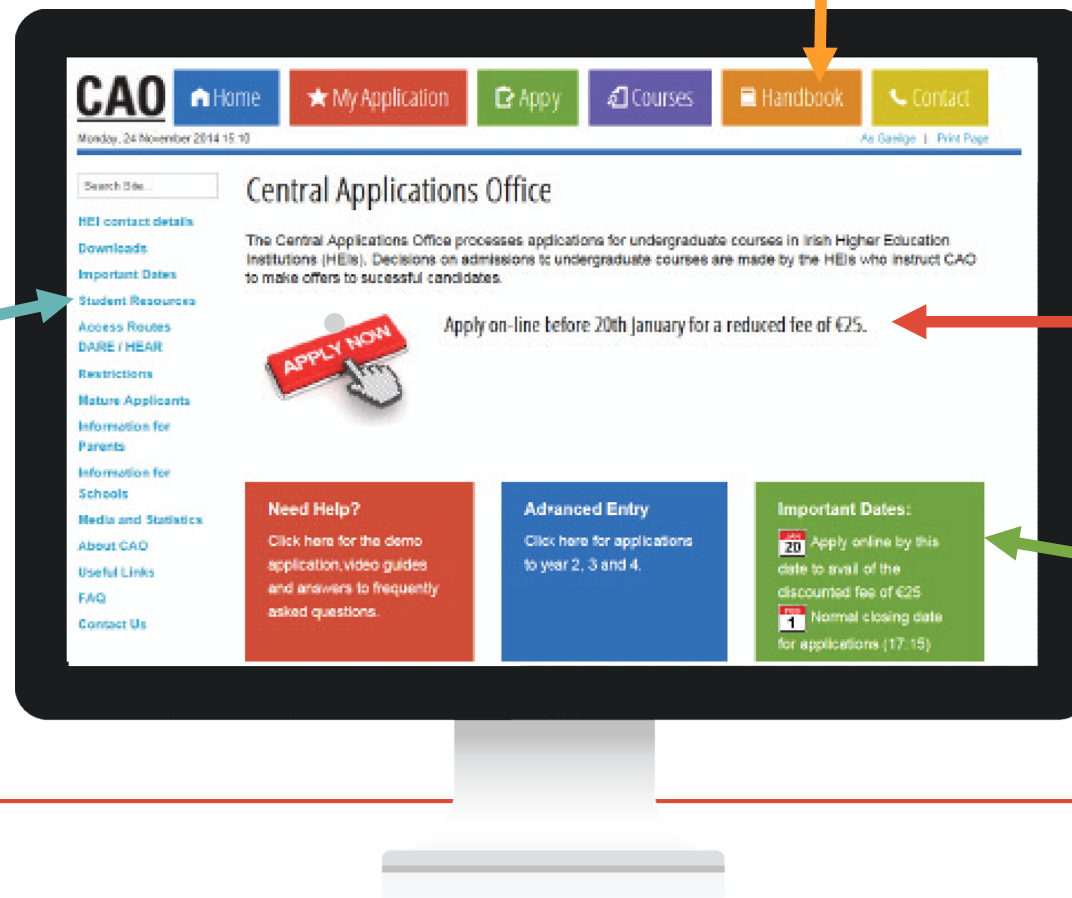 CAO
Home
My Application
Appy
Courses
Handbook
Contact
Monday, 24 November 2014 15:10
As Gaeilge | Print Page
Search Site...
HEI contact details
Downloads
Important Dates
Student Resources
Access Routes
DARE / HEAR
Restrictions
Mature Applicants
Information for
Parents
Information for
Schools
Media and Statistics
About CAO
Useful Links
FAQ
Contact Us
Central Applications Office
The Central Applications Office processes applications for undergraduate courses in Irish Higher Education
Institutions (HEIs). Decisions on admissions to undergraduate courses are made by the HEIs who instruct CAO
to make offers to sucessful candidates.
APPLY NOW
Apply on-line before 20th January for a reduced fee of €25.
Need Help?
Click here for the demo
application, video guides
and answers to frequently
asked questions.
Advanced Entry
Click here for applications
to year 2, 3 and 4.
Important Dates:
JAN
20 Apply online by this
date to avail of the
discounted fee of €25
FEB
1 Normal closing date
for applications (17:15)